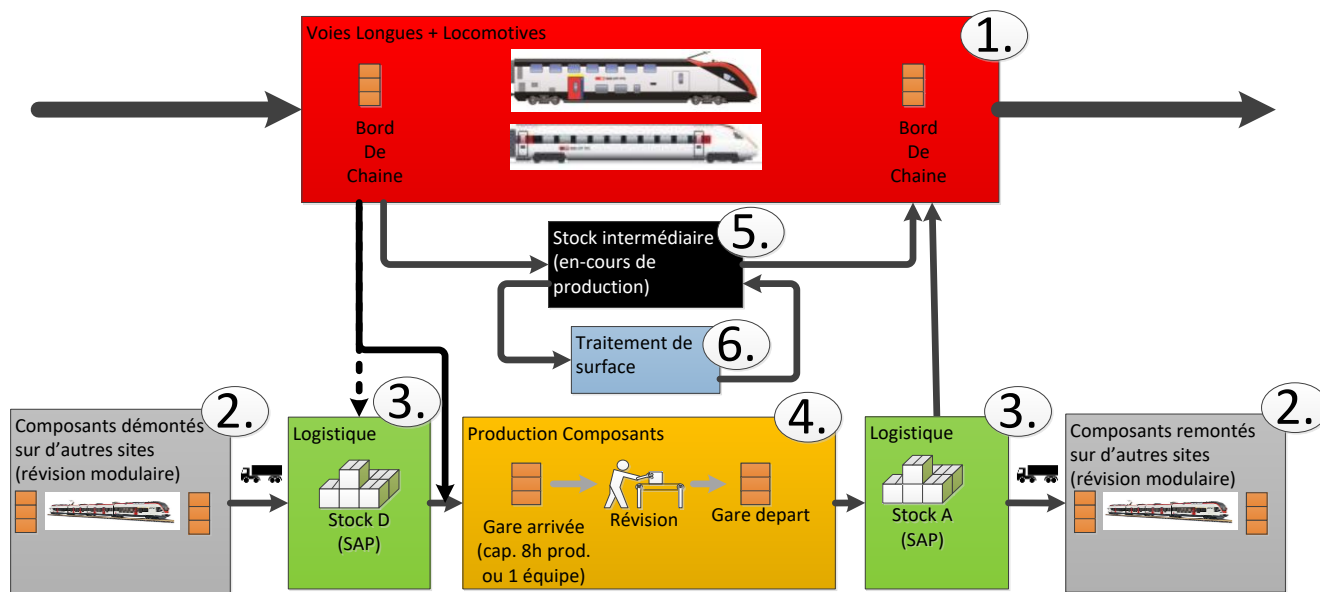 Voies Longues + Locomotives
1.
Bord
De
Chaine
Bord
De
Chaine
Stock intermédiaire
(en-cours de
production)
5.
Traitement de
surface
6.
Composants démontés
sur d’autres sites
(révision modulaire)
2.
Logistique
3.
Stock D
(SAP)
Production Composants
4.
Gare arrivée
(cap. 8h prod.
ou 1 équipe)
Révision
Gare depart
Logistique
3.
Stock A
(SAP)
Composants remontés
sur d’autres sites
(révision modulaire)
2.